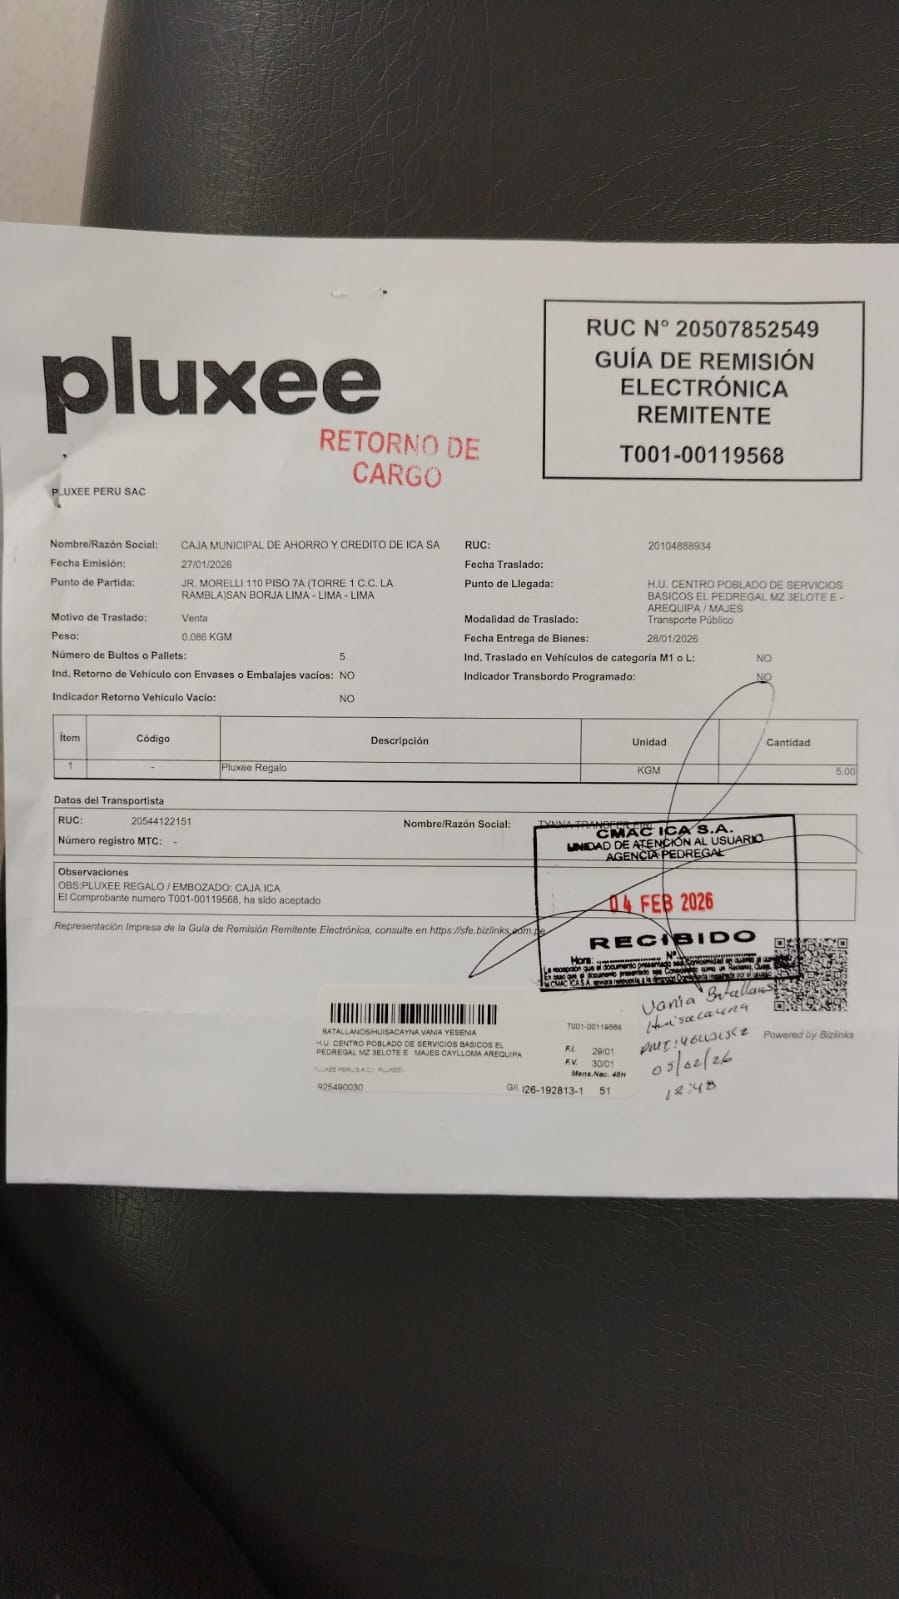 pluxee
RETORNO DE
CARGO
RUC N° 20507852549
GUÍA DE REMISIÓN
ELECTRÓNICA
REMITENTE
T001-00119568
PLUXEE PERU SAC
Nombre/Razón Social: CAJA MUNICIPAL DE AHORRO Y CREDITO DE ICA SA RUC: 20104888934
Fecha Emisión: 27/01/2026 Fecha Traslado:
Punto de Partida: JR. MORELLI 110 PISO 7A (TORRE 1 C.C. LA
RAMBLA)SAN BORJA LIMA - LIMA - LIMA
Punto de Llegada: H.U. CENTRO POBLADO DE SERVICIOS
BASICOS EL PEDREGAL MZ 3ELOTE E -
AREQUIPA / MAJES
Motivo de Traslado: Venta Modalidad de Traslado: Transporte Público
Peso: 0.086 KGM Fecha Entrega de Bienes: 28/01/2026
Número de Bultos o Pallets: 5 Ind. Traslado en Vehículos de categoría M1 o L: NO
Ind. Retorno de Vehículo con Envases o Embalajes vacíos: NO Indicador Transbordo Programado: NO
Indicador Retorno Vehículo Vacío: NO
Ítem Código Descripción Unidad Cantidad
1 - Pluxee Regalo KGM 5.00
Datos del Transportista
RUC: 20544122151 Nombre/Razón Social:
Número registro MTC: -
Observaciones
OBS:PLUXEE REGALO / EMBOZADO: CAJA ICA
El Comprobante numero T001-00119568, ha sido aceptado
Representación Impresa de la Guía de Remisión Remitente Electrónica, consulte en https://sfe.bizlinks.com.pe
CMAC ICA S.A.
UNIDAD DE ATENCIÓN AL USUARIO
AGENCIA PEDREGAL
04 FEB 2026
RECIBIDO
Hora: N°
Vania Batallanos
Huisacayna
05/02/26
12:48
Powered by Bizlinks
BATALLANOS/HUISACAYNA,VANIA YESENIA T001-00119568
H.U. CENTRO POBLADO DE SERVICIOS BASICOS EL
PEDREGAL MZ 3ELOTE E MAJES CAYLLOMA AREQUIPA
F.I. 29/01
F.V. 30/01
PLUXEE PERU S.A.C ( PLUXEE) Mens.Nac. 48H
925490030 G/I 126-192813-1 51